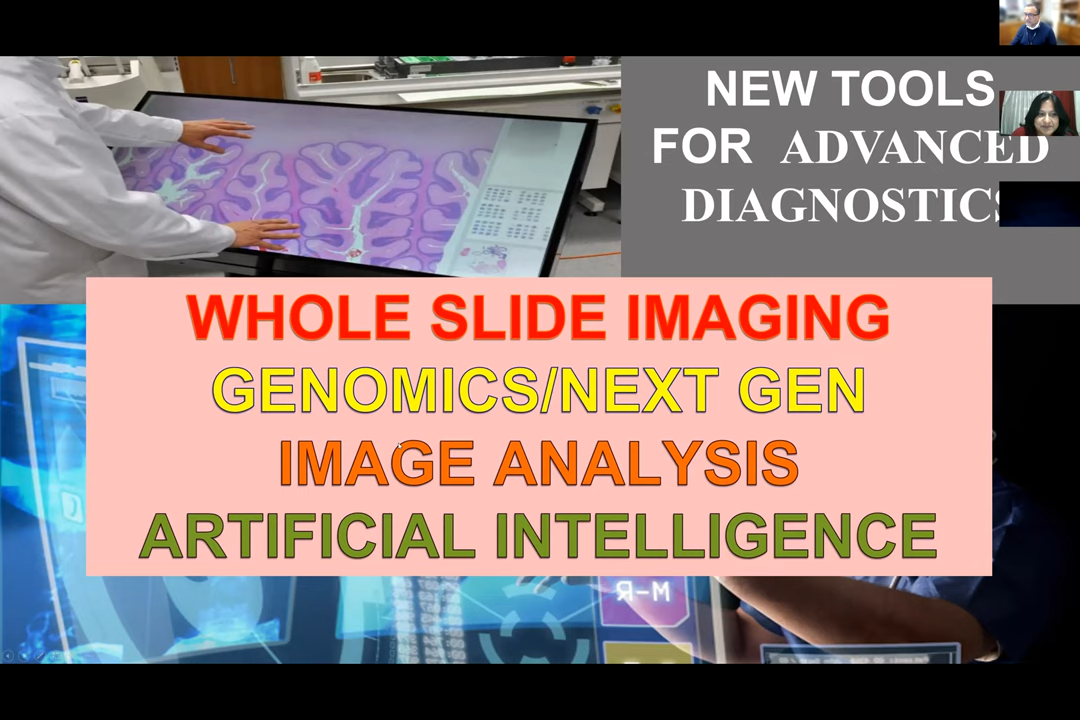 NEW TOOLS
FOR ADVANCED
DIAGNOSTICS
WHOLE SLIDE IMAGING
GENOMICS/NEXT GEN
IMAGE ANALYSIS
ARTIFICIAL INTELLIGENCE
M-R